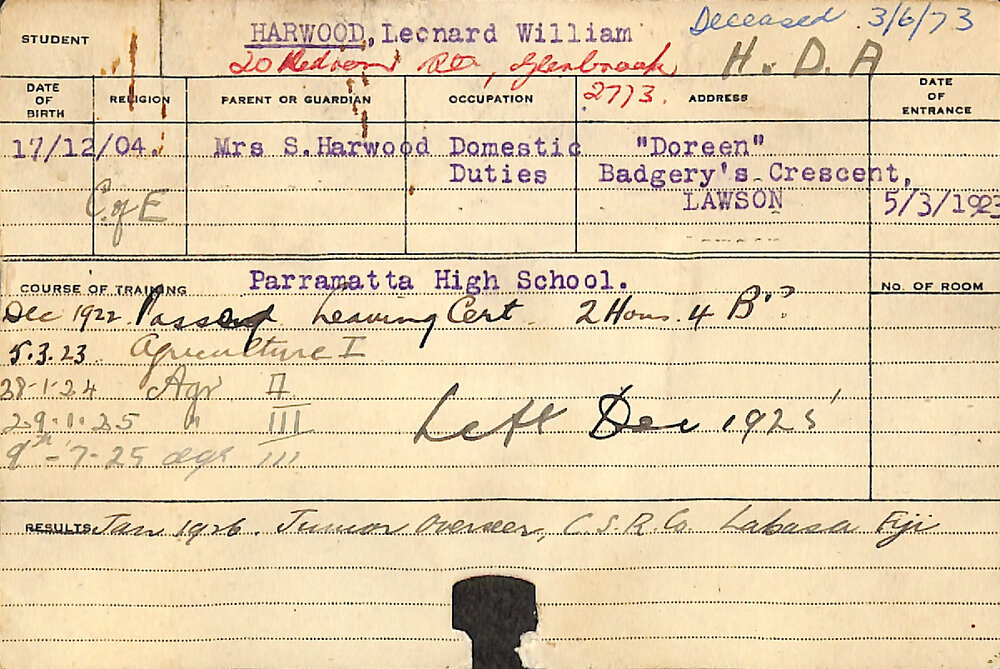 Deceased 3/6/73
STUDENT HARWOOD, Leonard William
20 Rd, Glenbrook H. D. A
2773.
DATE OF BIRTH RELIGION PARENT OR GUARDIAN OCCUPATION ADDRESS DATE OF ENTRANCE
17/12/04. Mrs S.Harwood Domestic "Doreen"
Duties Badgery's Crescent,
C. of E LAWSON 5/3/1923
COURSE OF TRAINING Parramatta High School. NO. OF ROOM
Dec 1922 Passed Leaving Cert 2 Hons. 4 B's
5.3.23 Agriculture I
28-1-24 Agr II
29.1.25 " III Left Dec 1925
9th-7-25 Agr III
RESULTS Jan 1926. Junior Overseer, C.S.R. Co. Labasa Fiji